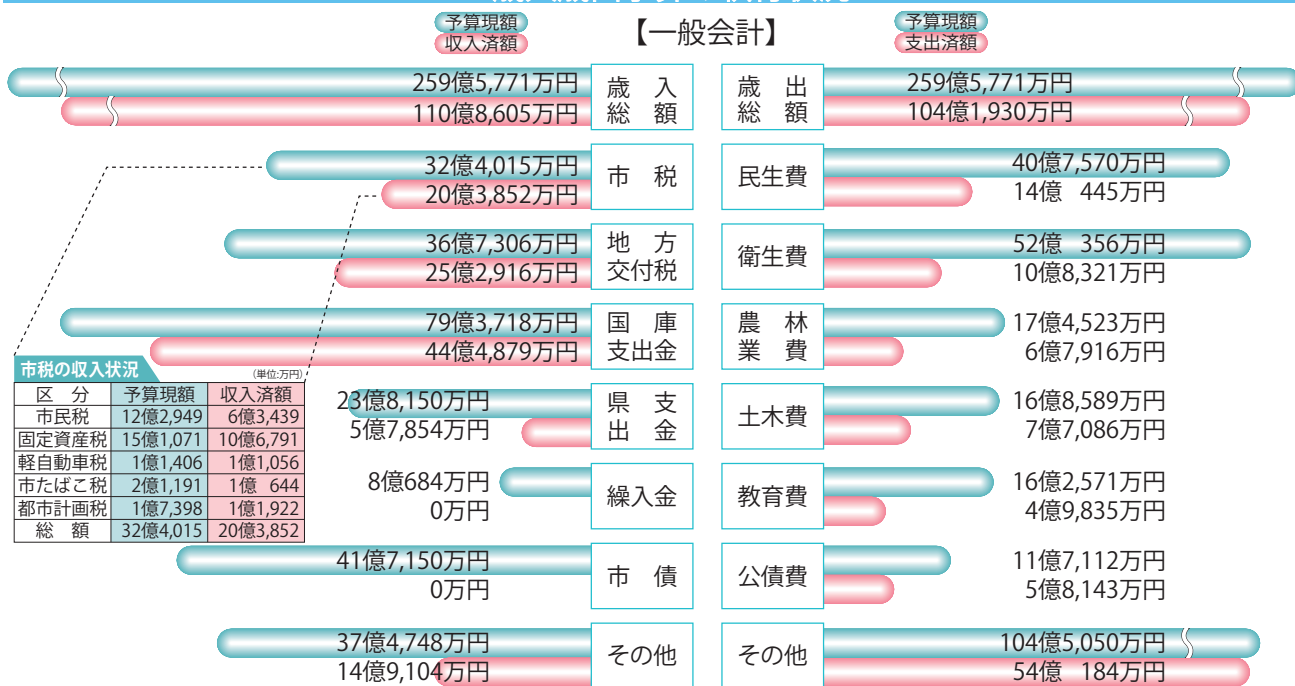 【一般会計】
予算現額
収入済額
予算現額
支出済額
259億5,771万円
110億8,605万円
歳入
総額
歳出
総額
259億5,771万円
104億1,930万円
32億4,015万円
20億3,852万円
市税
民生費
40億7,570万円
14億 445万円
36億7,306万円
25億2,916万円
地方
交付税
衛生費
52億 356万円
10億8,321万円
79億3,718万円
44億4,879万円
国庫
支出金
農林
業費
17億4,523万円
6億7,916万円
23億8,150万円
5億7,854万円
県支
出金
土木費
16億8,589万円
7億7,086万円
8億684万円
0万円
繰入金
教育費
16億2,571万円
4億9,835万円
41億7,150万円
0万円
市債
公債費
11億7,112万円
5億8,143万円
37億4,748万円
14億9,104万円
その他
その他
104億5,050万円
54億 184万円
市税の収入状況
(単位:万円)
区分 予算現額 収入済額
市民税 12億2,949 6億3,439
固定資産税 15億1,071 10億6,791
軽自動車税 1億1,406 1億1,056
市たばこ税 2億1,191 1億 644
都市計画税 1億7,398 1億1,922
総額 32億4,015 20億3,852